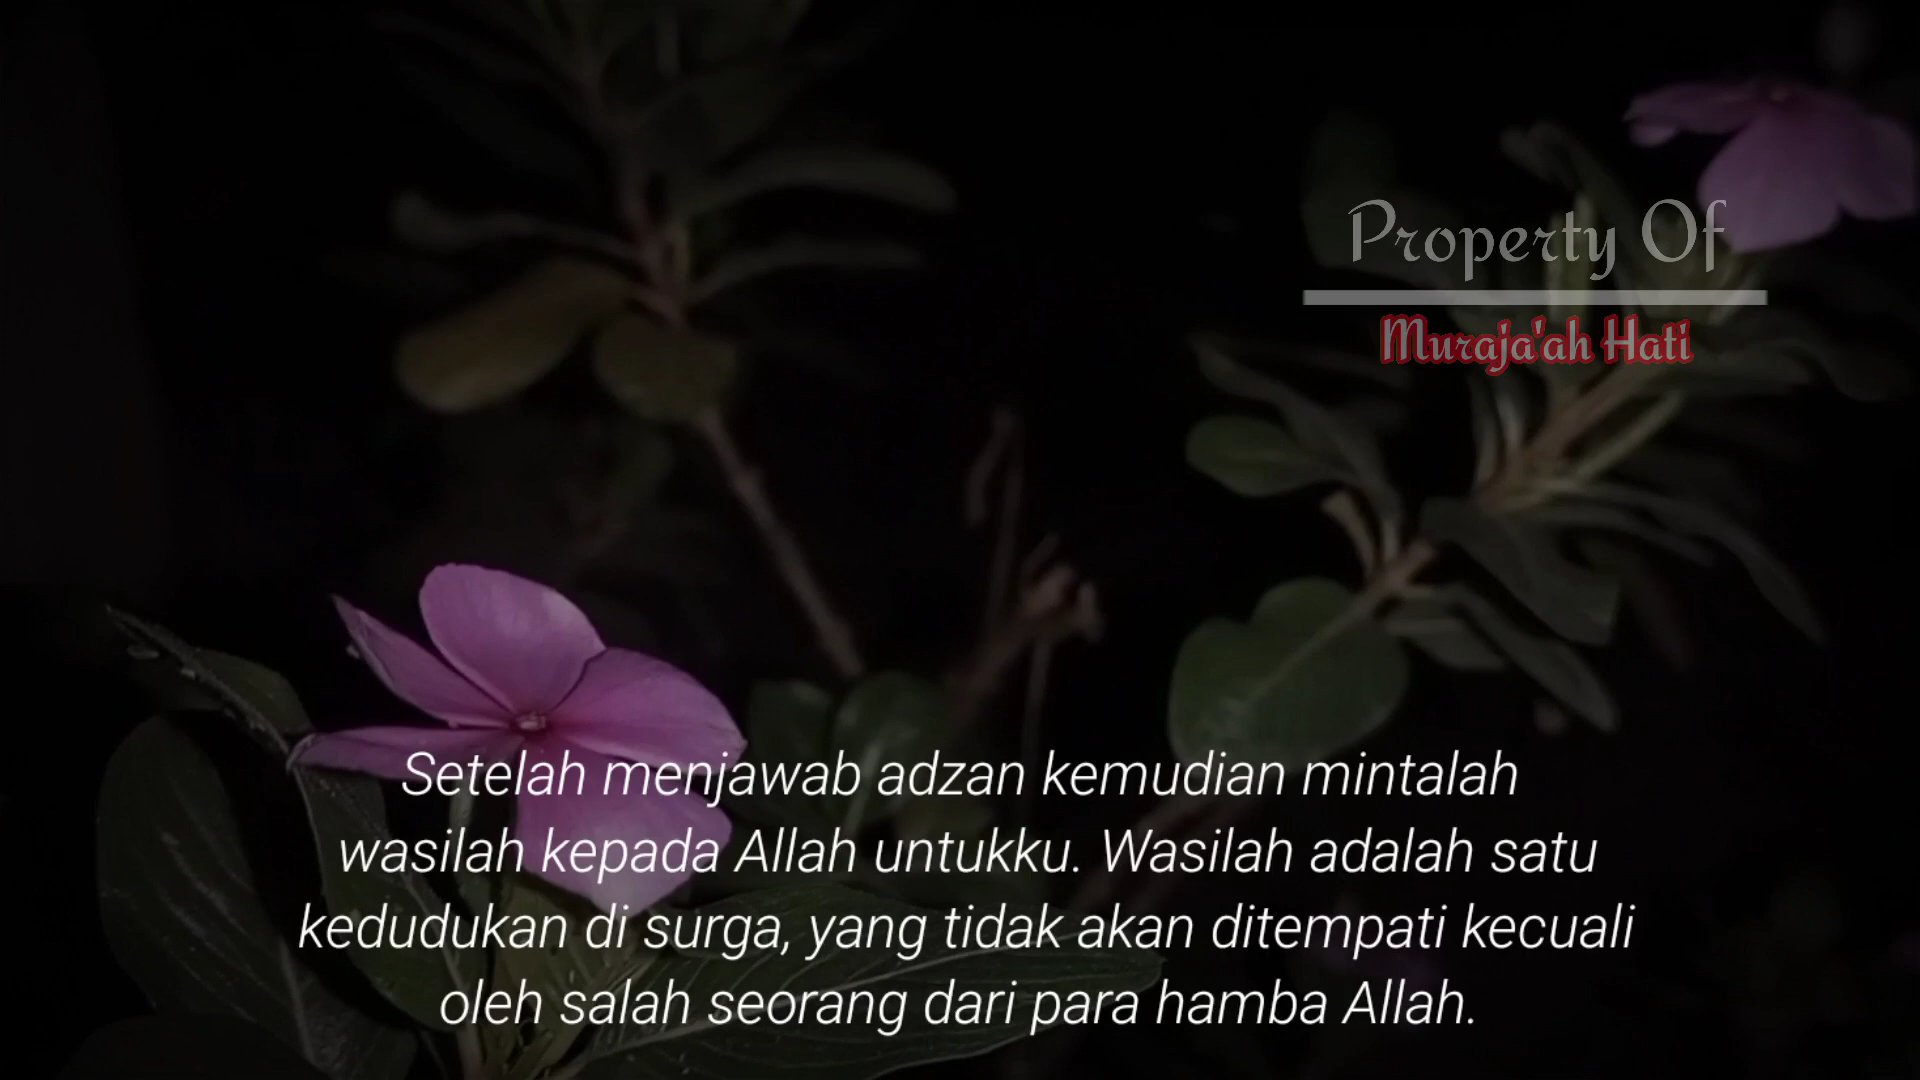 Property Of
Muraja'ah Hati
Setelah menjawab adzan kemudian mintalah
wasilah kepada Allah untukku. Wasilah adalah satu
kedudukan di surga, yang tidak akan ditempati kecuali
oleh salah seorang dari para hamba Allah.